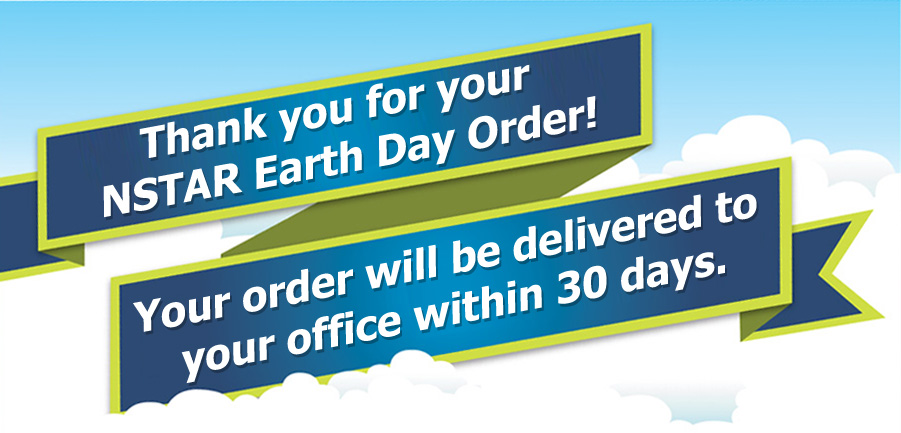 Thank you for your
NSTAR Earth Day Order!
Your order will be delivered to
your office within 30 days.